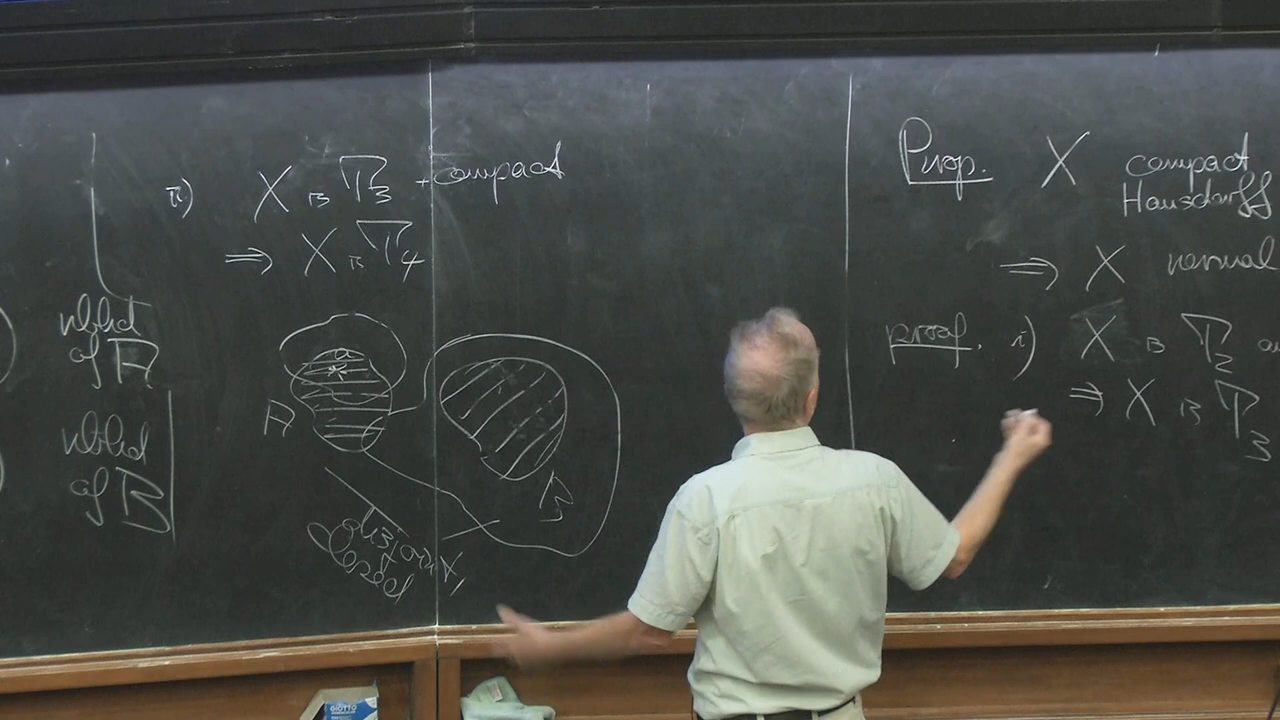 nbhd
of A
nbhd
of B
ii) X is T3 + compact
⇒ X is T4
a
A
B
disjoint,
closed
Prop. X compact
Hausdorff
⇒ X normal
proof. i) X is T2
⇒ X is T3
GIOTTO